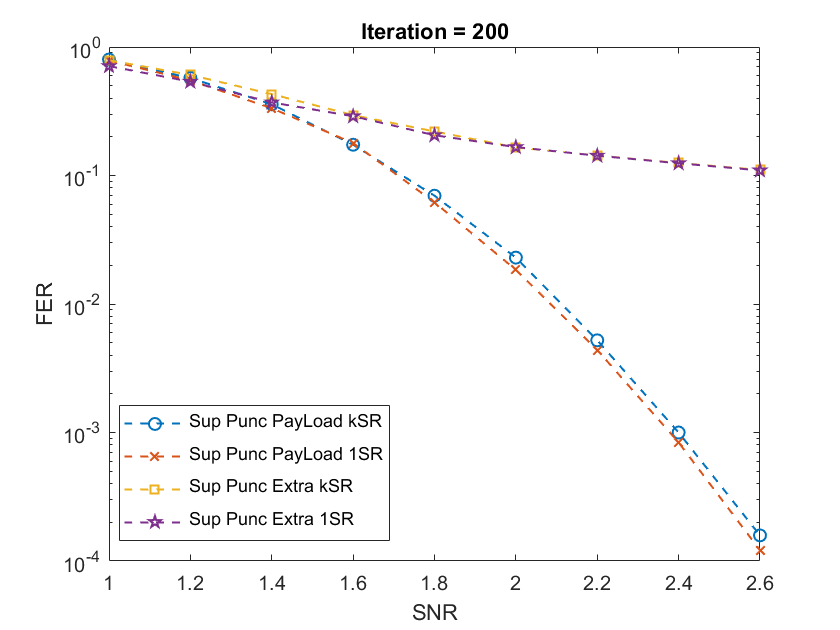 Iteration = 200
10^0
10^-1
10^-2
10^-3
10^-4
FER
Sup Punc PayLoad kSR
Sup Punc PayLoad 1SR
Sup Punc Extra kSR
Sup Punc Extra 1SR
1 1.2 1.4 1.6 1.8 2 2.2 2.4 2.6
SNR